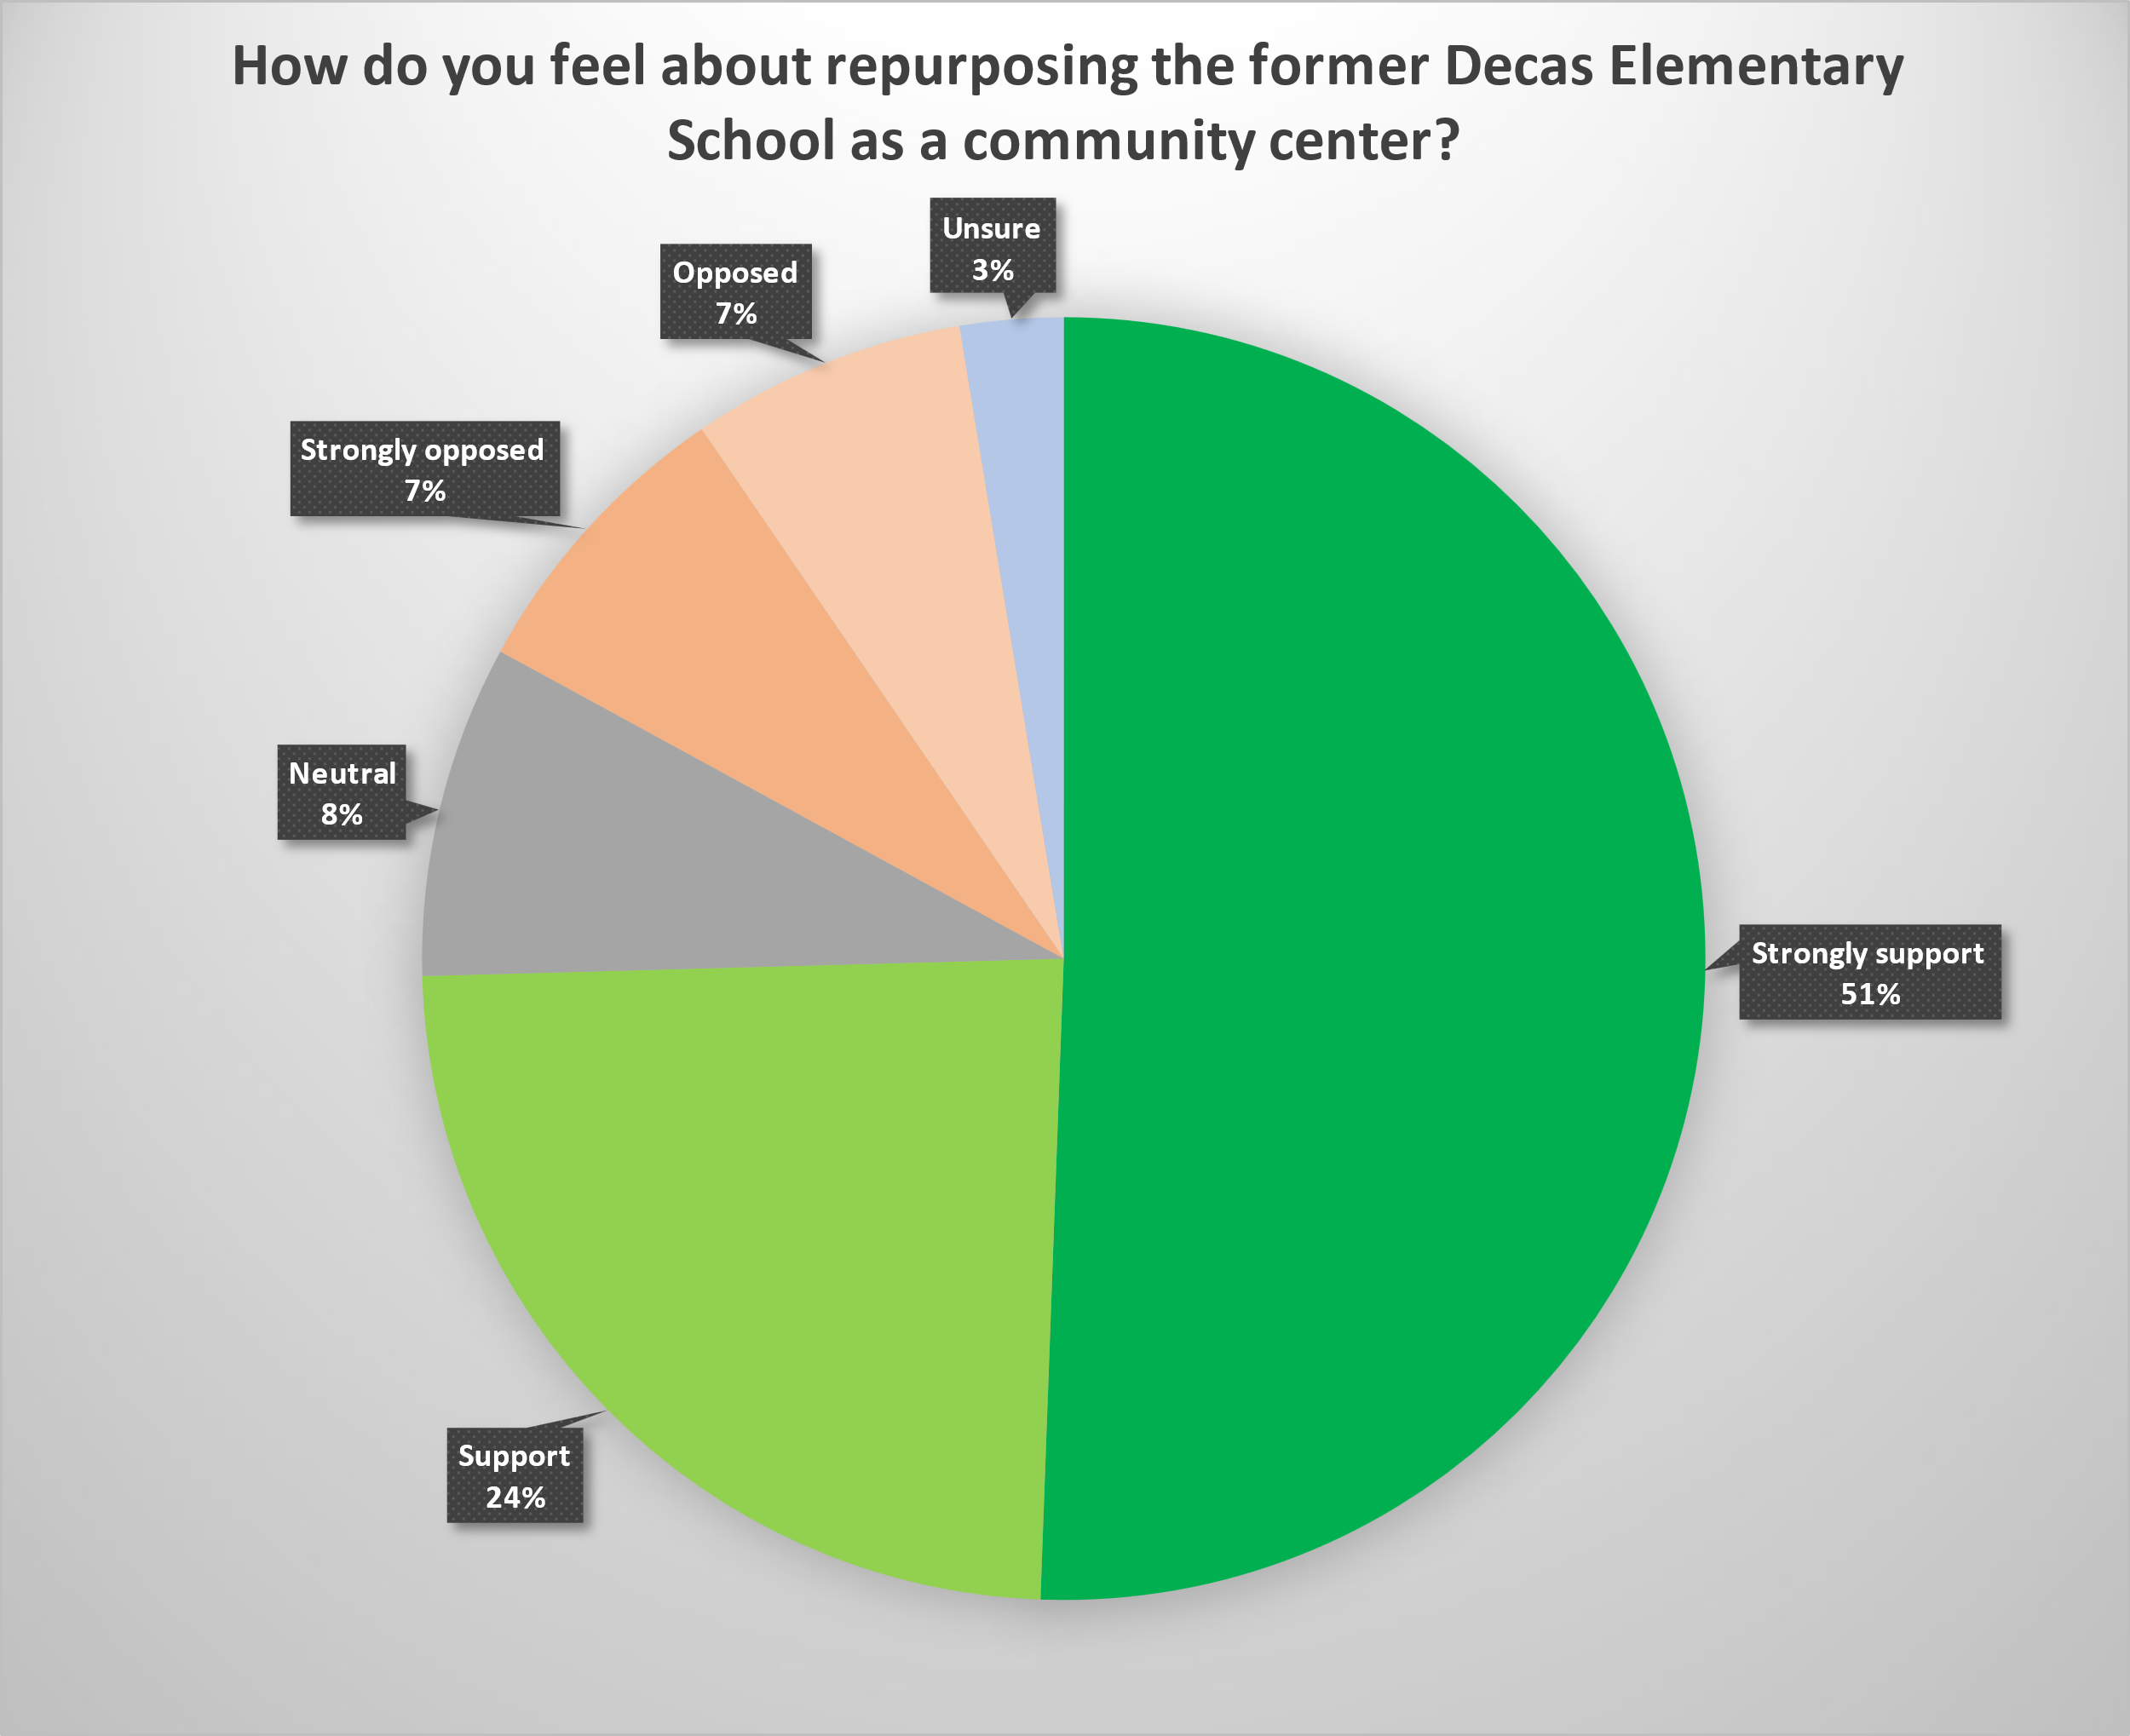 How do you feel about repurposing the former Decas Elementary
School as a community center?
Unsure
3%
Opposed
7%
Strongly opposed
7%
Neutral
8%
Strongly support
51%
Support
24%